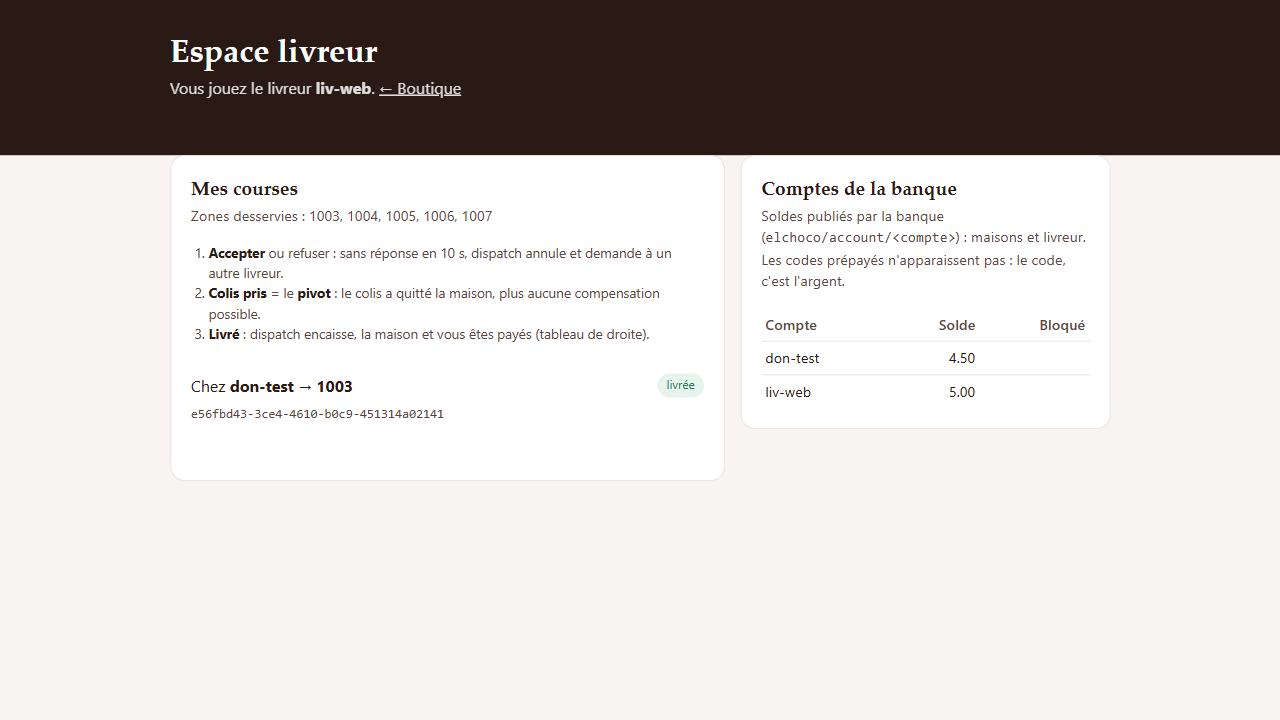 Espace livreur
Vous jouez le livreur liv-web. ← Boutique
Mes courses
Zones desservies : 1003, 1004, 1005, 1006, 1007
1. Accepter ou refuser : sans réponse en 10 s, dispatch annule et demande à un
autre livreur.
2. Colis pris = le pivot : le colis a quitté la maison, plus aucune compensation
possible.
3. Livré : dispatch encaisse, la maison et vous êtes payés (tableau de droite).
Chez don-test → 1003
livrée
e56fbd43-3ce4-4610-b0c9-451314a02141
Comptes de la banque
Soldes publiés par la banque
(elchoco/account/<compte>) : maisons et livreur.
Les codes prépayés n'apparaissent pas : le code,
c'est l'argent.
Compte Solde Bloqué
don-test 4.50
liv-web 5.00